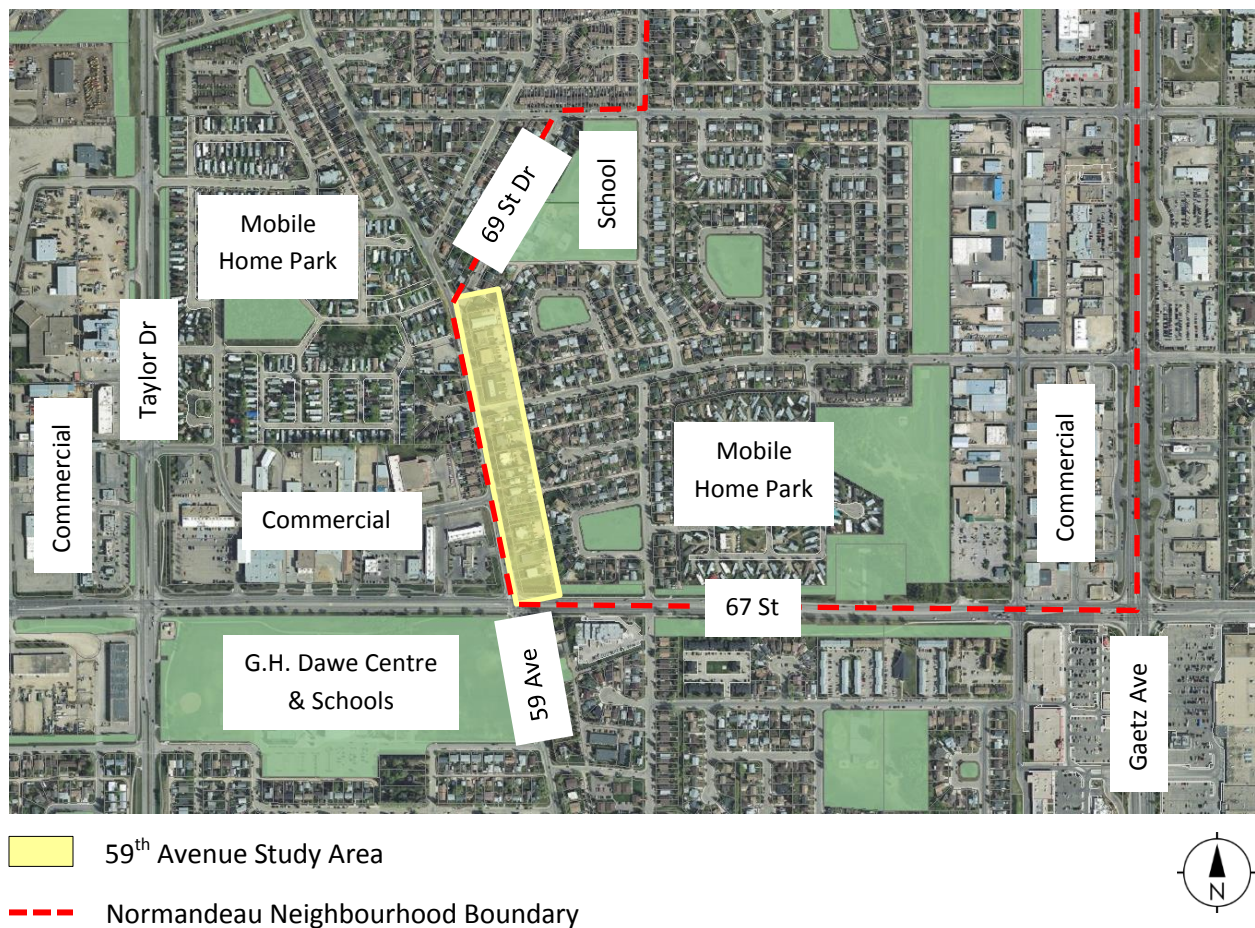 69 St Dr
School
Mobile
Home Park
Taylor Dr
Commercial
Commercial
Mobile
Home Park
Commercial
67 St
G.H. Dawe Centre
& Schools
59 Ave
Gaetz Ave
59th Avenue Study Area
Normandeau Neighbourhood Boundary
N